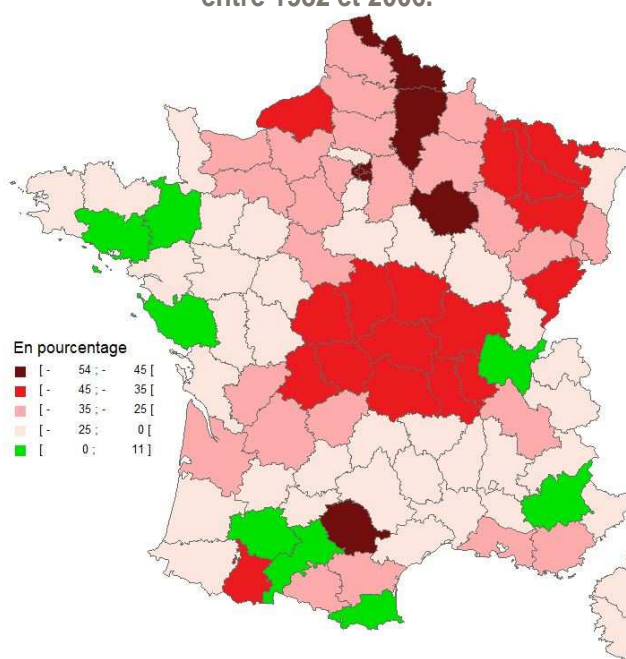 entre 1982 et 2006.
En pourcentage
[ - 54 ; - 45 [
[ - 45 ; - 35 [
[ - 35 ; - 25 [
[ - 25 ; 0 [
[ 0 ; 11 ]